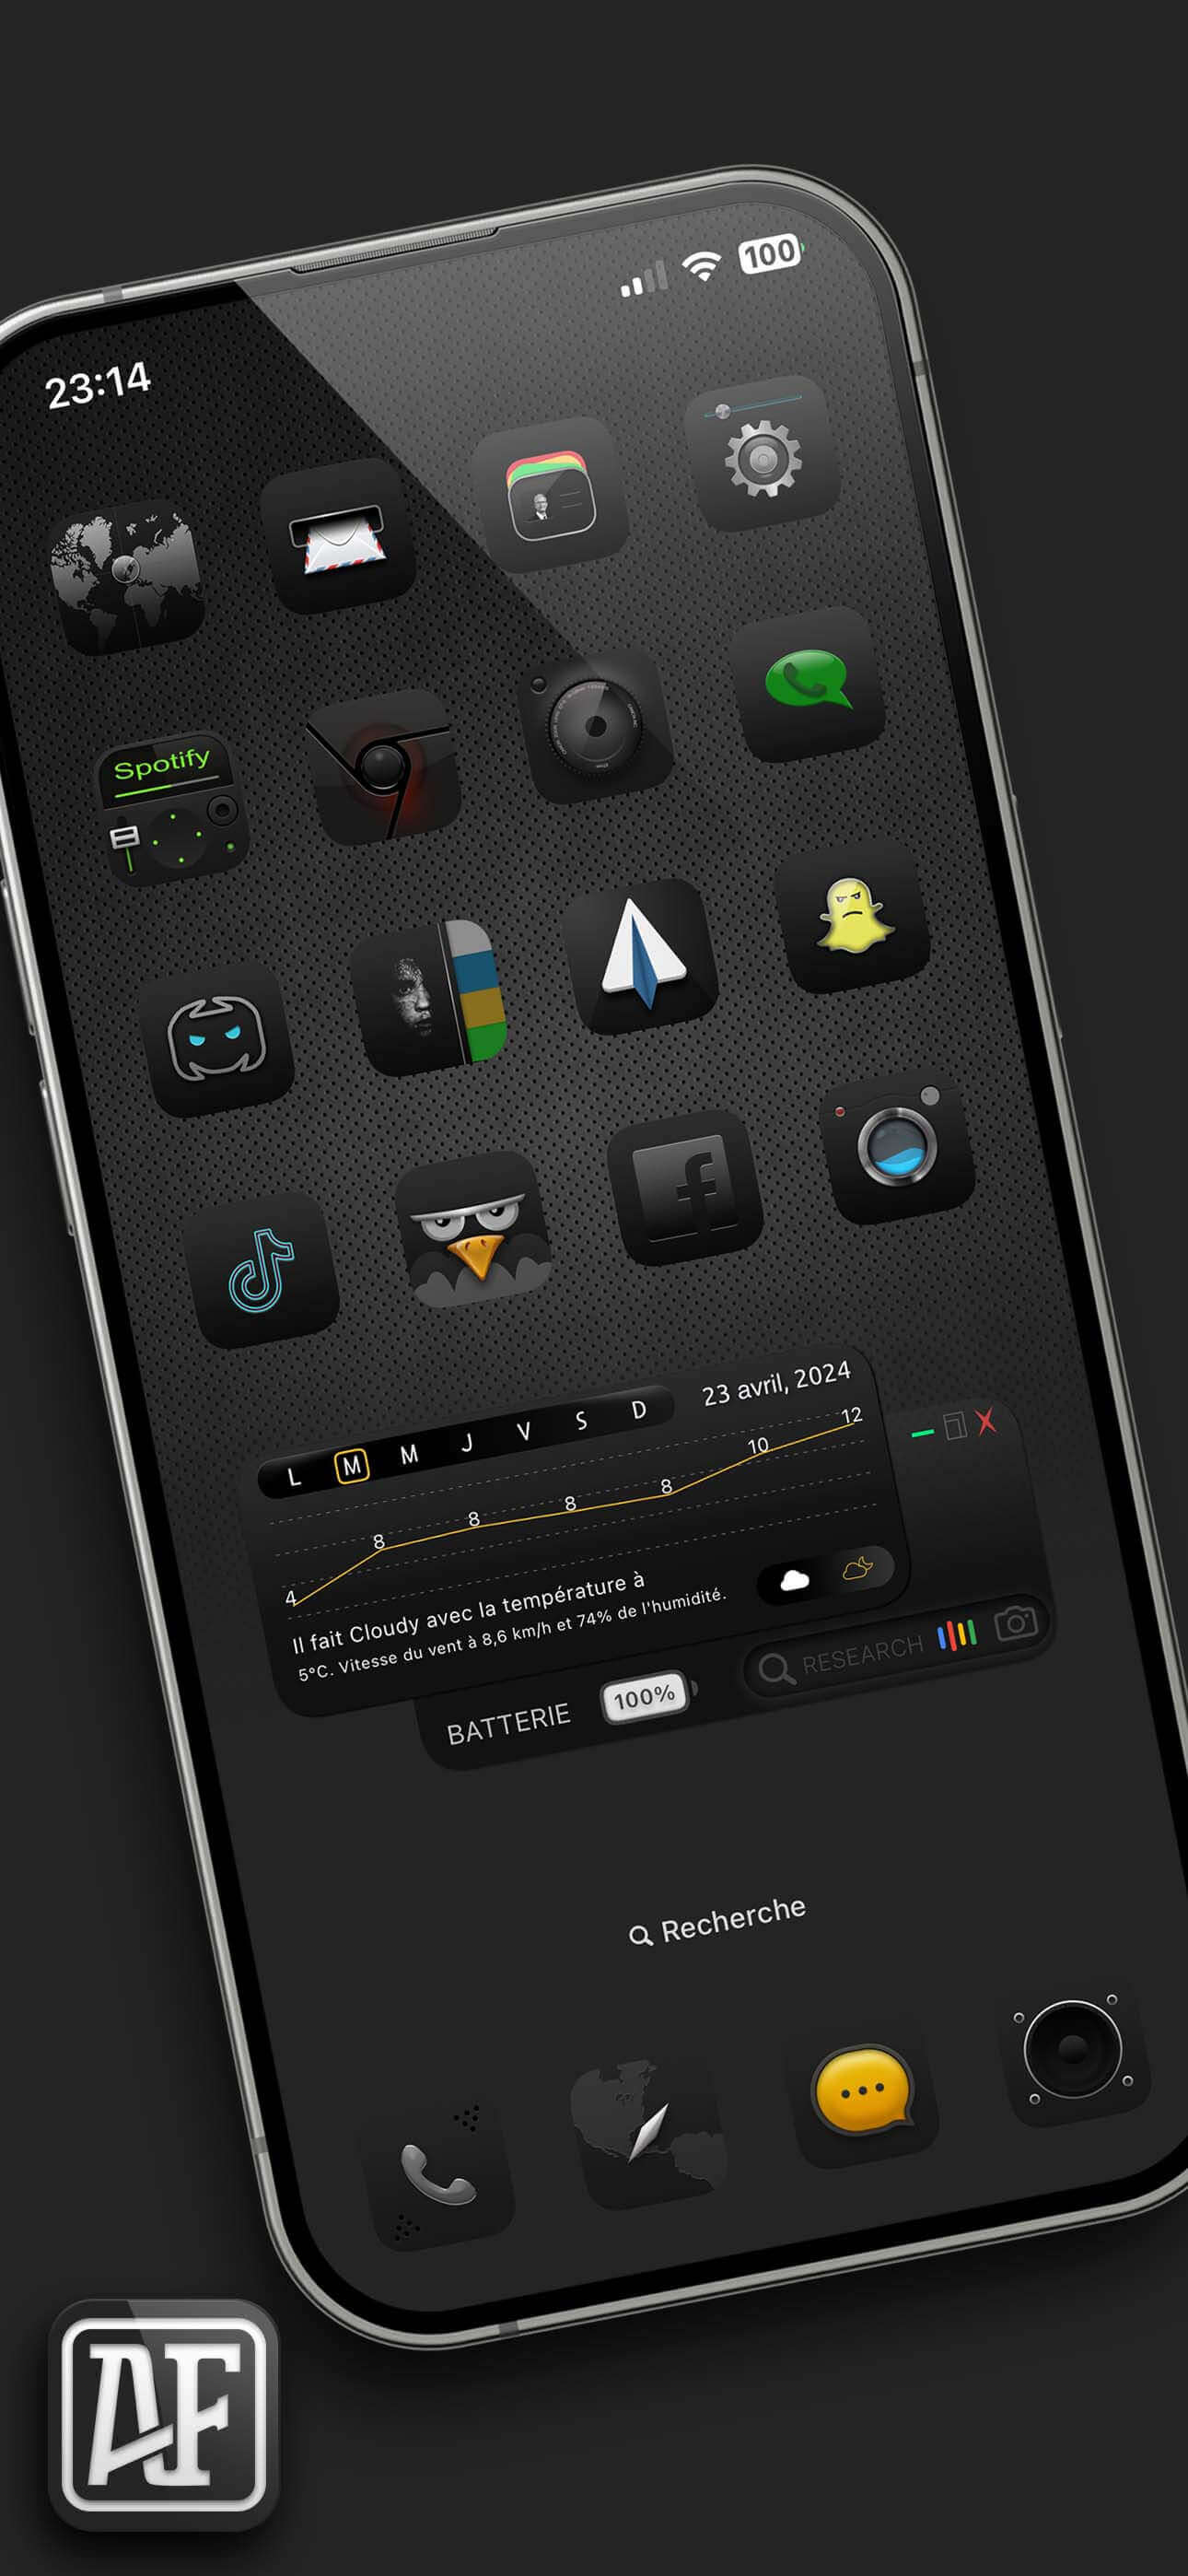 23:14
100
Spotify
f
L M M J V S D
23 avril, 2024
4 8 8 8 8 10 12
Il fait Cloudy avec la température à
5°C. Vitesse du vent à 8,6 km/h et 74% de l'humidité.
BATTERIE 100%
RESEARCH
Recherche
AF